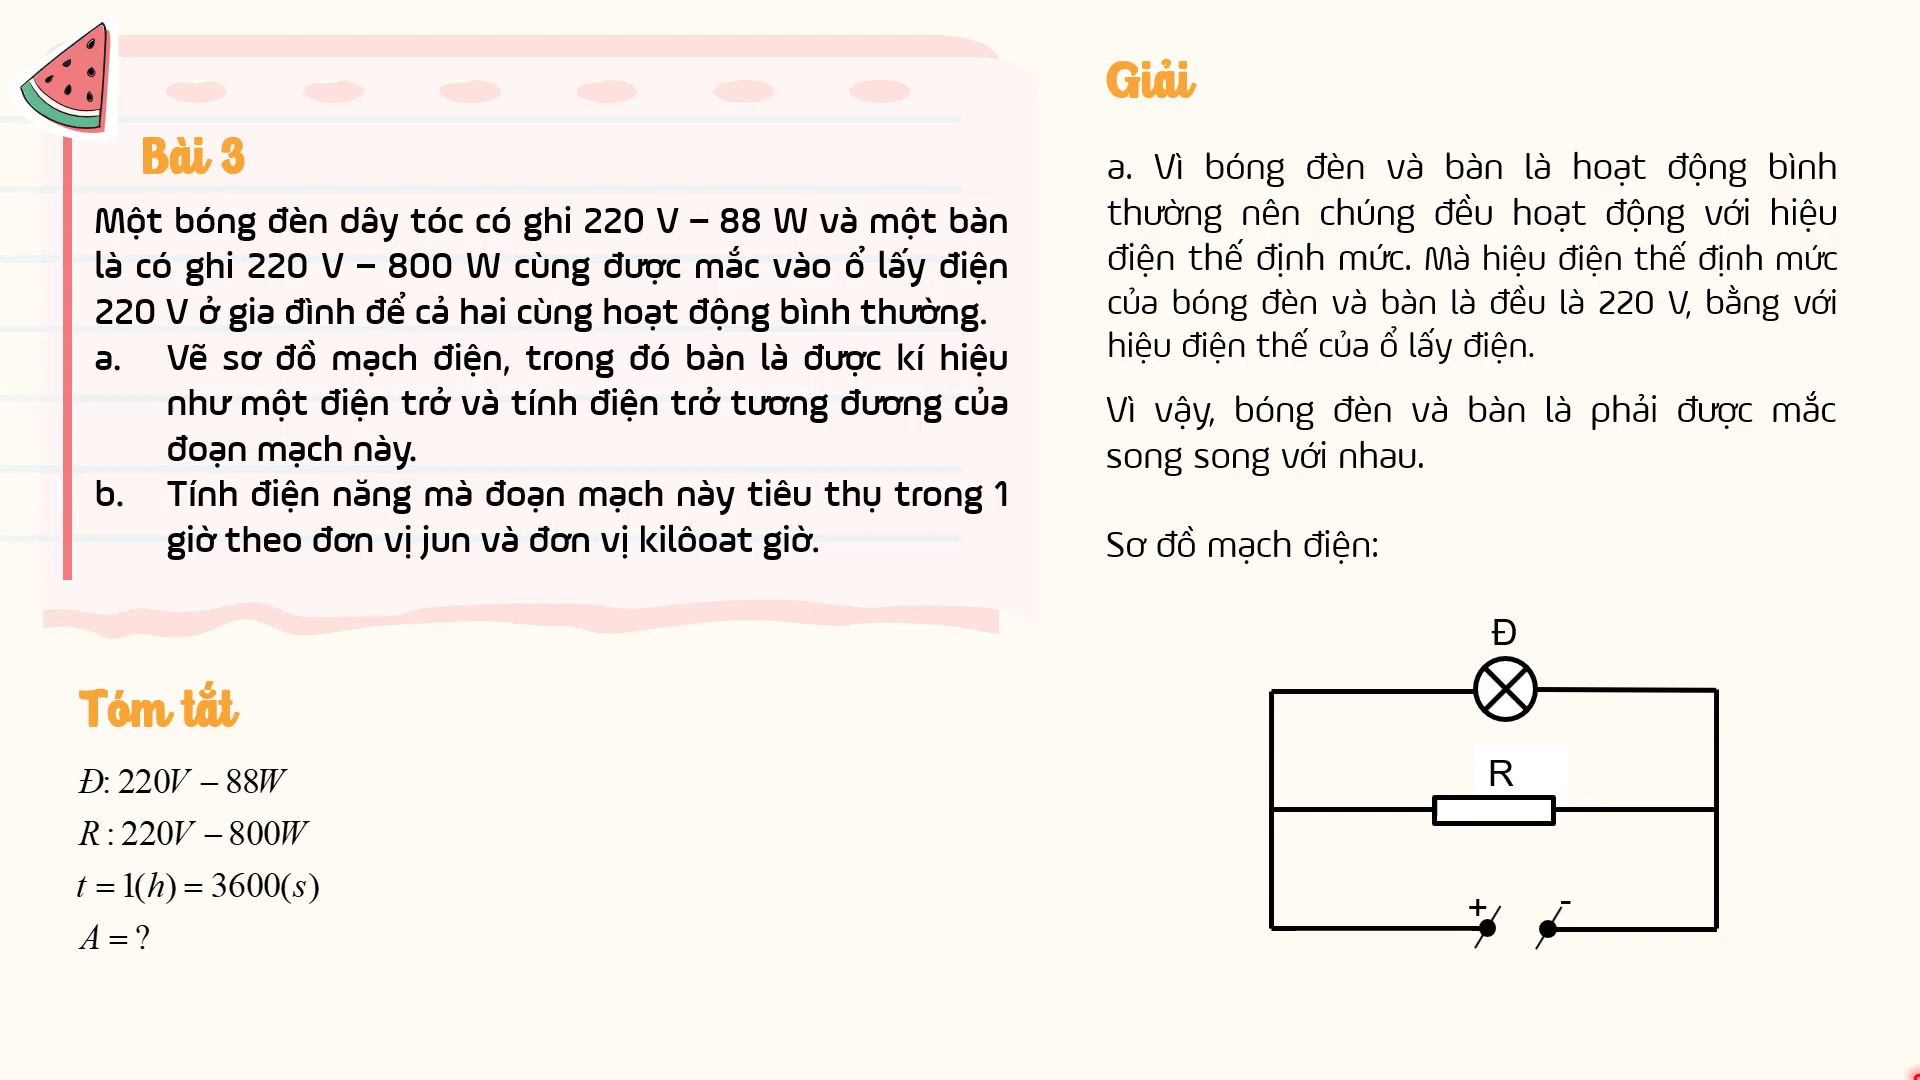 Bài 3
Một bóng đèn dây tóc có ghi 220 V – 88 W và một bàn
là có ghi 220 V – 800 W cùng được mắc vào ổ lấy điện
220 V ở gia đình để cả hai cùng hoạt động bình thường.
a. Vẽ sơ đồ mạch điện, trong đó bàn là được kí hiệu
như một điện trở và tính điện trở tương đương của
đoạn mạch này.
b. Tính điện năng mà đoạn mạch này tiêu thụ trong 1
giờ theo đơn vị jun và đơn vị kilôoat giờ.
Tóm tắt
Đ: 220V – 88W
R : 220V – 800W
t = 1(h) = 3600(s)
A = ?
Giải
a. Vì bóng đèn và bàn là hoạt động bình
thường nên chúng đều hoạt động với hiệu
điện thế định mức. Mà hiệu điện thế định mức
của bóng đèn và bàn là đều là 220 V, bằng với
hiệu điện thế của ổ lấy điện.
Vì vậy, bóng đèn và bàn là phải được mắc
song song với nhau.
Sơ đồ mạch điện:
Đ
R
+ -